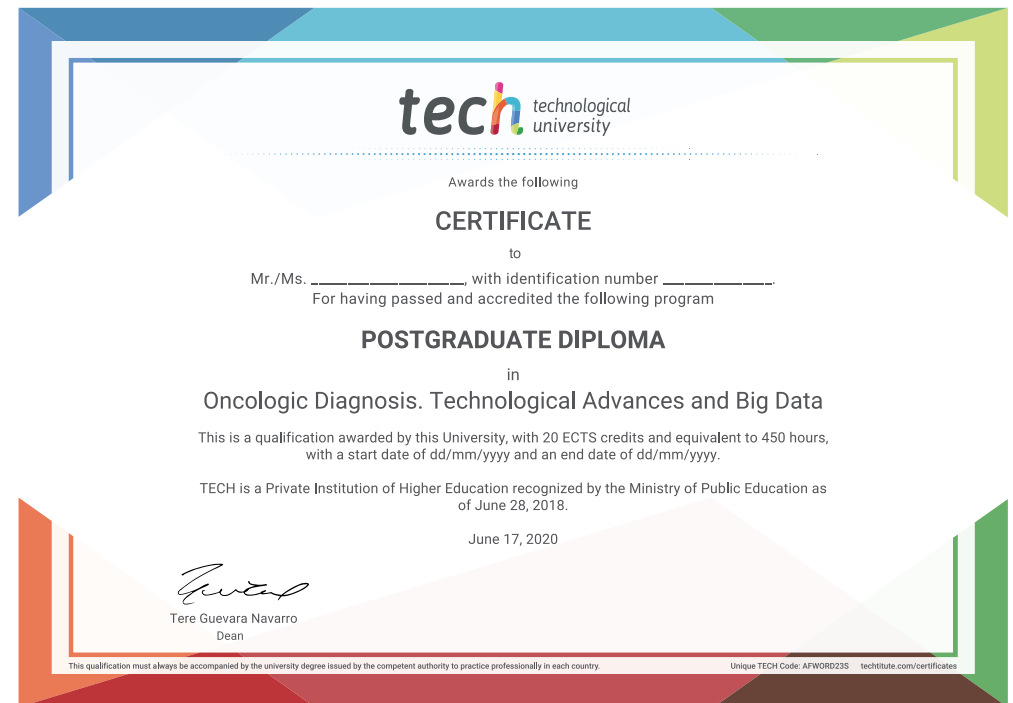 tech technological
university
Awards the following
CERTIFICATE
to
Mr./Ms. ____________________, with identification number ______________.
For having passed and accredited the following program
POSTGRADUATE DIPLOMA
in
Oncologic Diagnosis. Technological Advances and Big Data
This is a qualification awarded by this University, with 20 ECTS credits and equivalent to 450 hours,
with a start date of dd/mm/yyyy and an end date of dd/mm/yyyy.
TECH is a Private Institution of Higher Education recognized by the Ministry of Public Education as
of June 28, 2018.
June 17, 2020
Tere Guevara Navarro
Dean
This qualification must always be accompanied by the university degree issued by the competent authority to practice professionally in each country. Unique TECH Code: AFWORD23S techtitute.com/certificates